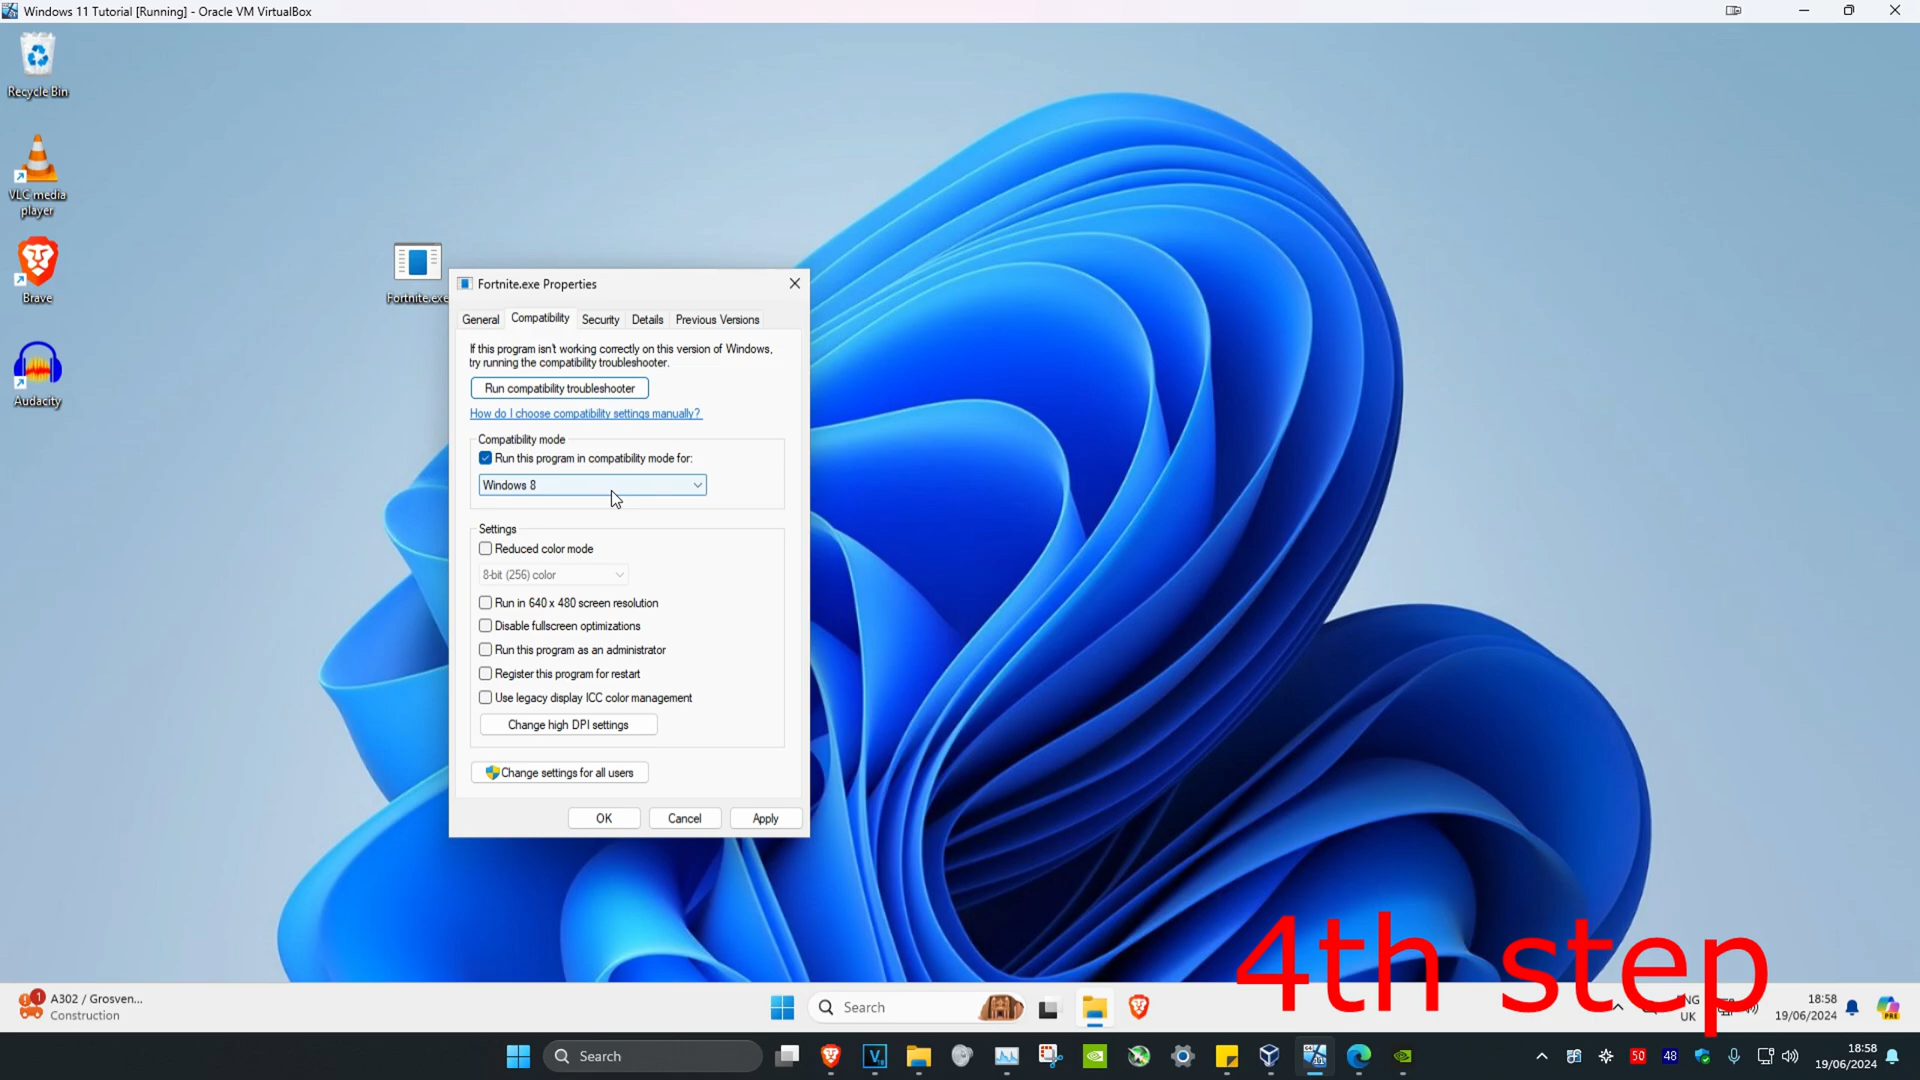 Windows 11 Tutorial [Running] - Oracle VM VirtualBox
Recycle Bin
VLC media
player
Brave
Audacity
Fortnite.exe
Fortnite.exe Properties
General
Compatibility
Security
Details
Previous Versions
If this program isn't working correctly on this version of Windows,
try running the compatibility troubleshooter.
Run compatibility troubleshooter
How do I choose compatibility settings manually?
Compatibility mode
Run this program in compatibility mode for:
Windows 8
Settings
Reduced color mode
8-bit (256) color
Run in 640 x 480 screen resolution
Disable fullscreen optimizations
Run this program as an administrator
Register this program for restart
Use legacy display ICC color management
Change high DPI settings
Change settings for all users
OK
Cancel
Apply
4th step
1
A302 / Grosven...
Construction
Search
UK
18:58
19/06/2024
PRE
Search
50
48
18:58
19/06/2024